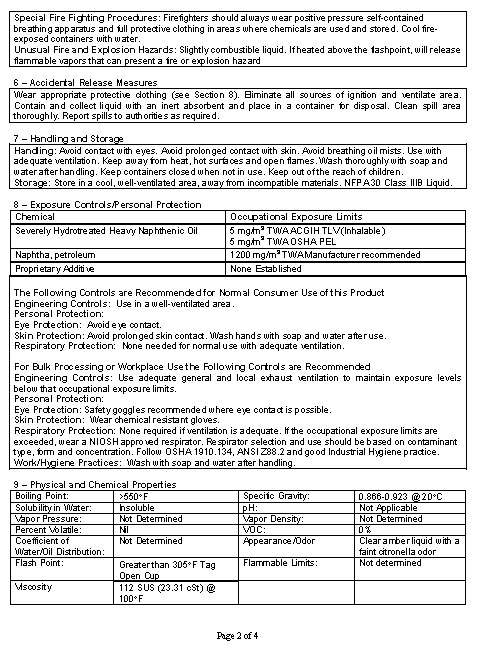 Special Fire Fighting Procedures: Firefighters should always wear positive pressure self-contained
breathing apparatus and full protective clothing in areas where chemicals are used and stored. Cool fire-
exposed containers with water.
Unusual Fire and Explosion Hazards: Slightly combustible liquid. If heated above the flashpoint, will release
flammable vapors that can present a fire or explosion hazard
6 – Accidental Release Measures
Wear appropriate protective clothing (see Section 8). Eliminate all sources of ignition and ventilate area.
Contain and collect liquid with an inert absorbent and place in a container for disposal. Clean spill area
thoroughly. Report spills to authorities as required.
7 – Handling and Storage
Handling: Avoid contact with eyes. Avoid prolonged contact with skin. Avoid breathing oil mists. Use with
adequate ventilation. Keep away from heat, hot surfaces and open flames. Wash thoroughly with soap and
water after handling. Keep containers closed when not in use. Keep out of the reach of children.
Storage: Store in a cool, well-ventilated area, away from incompatible materials. NFPA30 Class IIIB Liquid.
8 – Exposure Controls/Personal Protection
Chemical Occupational Exposure Limits
Severely Hydrotreated Heavy Naphthenic Oil 5 mg/m³ TWA ACGIH TLV (Inhalable)
5 mg/m³ TWA OSHA PEL
Naphtha, petroleum 1200 mg/m³ TWA Manufacturer recommended
Proprietary Additive None Established
The Following Controls are Recommended for Normal Consumer Use of this Product
Engineering Controls: Use in a well-ventilated area.
Personal Protection:
Eye Protection: Avoid eye contact.
Skin Protection: Avoid prolonged skin contact. Wash hands with soap and water after use.
Respiratory Protection: None needed for normal use with adequate ventilation.
For Bulk Processing or Workplace Use the Following Controls are Recommended
Engineering Controls: Use adequate general and local exhaust ventilation to maintain exposure levels
below that occupational exposure limits.
Personal Protection:
Eye Protection: Safety goggles recommended where eye contact is possible.
Skin Protection: Wear chemical resistant gloves.
Respiratory Protection: None required if ventilation is adequate. If the occupational exposure limits are
exceeded, wear a NIOSH approved respirator. Respirator selection and use should be based on contaminant
type, form and concentration. Follow OSHA 1910.134, ANSI Z88.2 and good Industrial Hygiene practice.
Work/Hygiene Practices: Wash with soap and water after handling.
9 – Physical and Chemical Properties
Boiling Point: >550°F Specific Gravity: 0.866-0.923 @ 20°C
Solubility in Water: Insoluble pH: Not Applicable
Vapor Pressure: Not Determined Vapor Density: Not Determined
Percent Volatile: Nil VOC: 0%
Coefficient of Not Determined Appearance/Odor Clear amber liquid with a
Water/Oil Distribution: faint citronella odor
Flash Point: Greater than 305°F Tag Flammable Limits: Not determined
Open Cup
Viscosity 112 SUS (23.31 cSt) @
100°F
Page 2 of 4